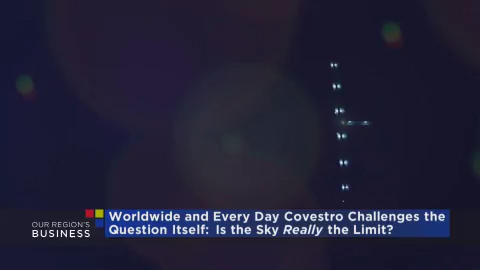 OUR REGION'S
BUSINESS
Worldwide and Every Day Covestro Challenges the
Question Itself: Is the Sky Really the Limit?